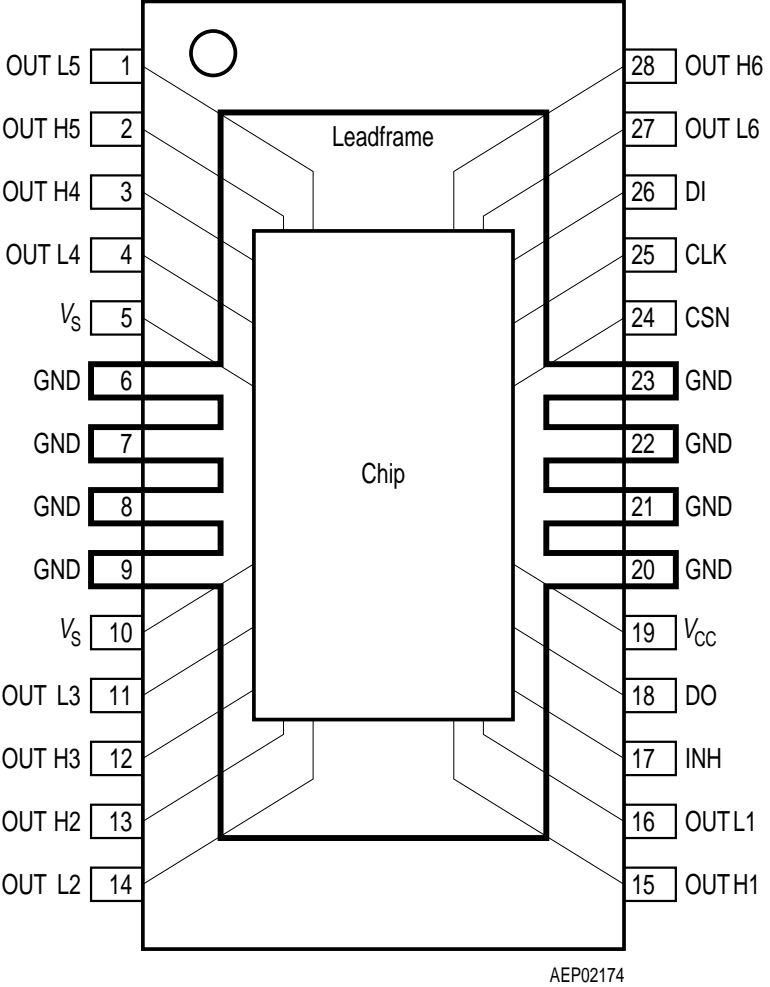 OUT L5 1
OUT H5 2
OUT H4 3
OUT L4 4
VS 5
GND 6
GND 7
GND 8
GND 9
VS 10
OUT L3 11
OUT H3 12
OUT H2 13
OUT L2 14
Leadframe
Chip
28 OUT H6
27 OUT L6
26 DI
25 CLK
24 CSN
23 GND
22 GND
21 GND
20 GND
19 VCC
18 DO
17 INH
16 OUT L1
15 OUT H1
AEP02174